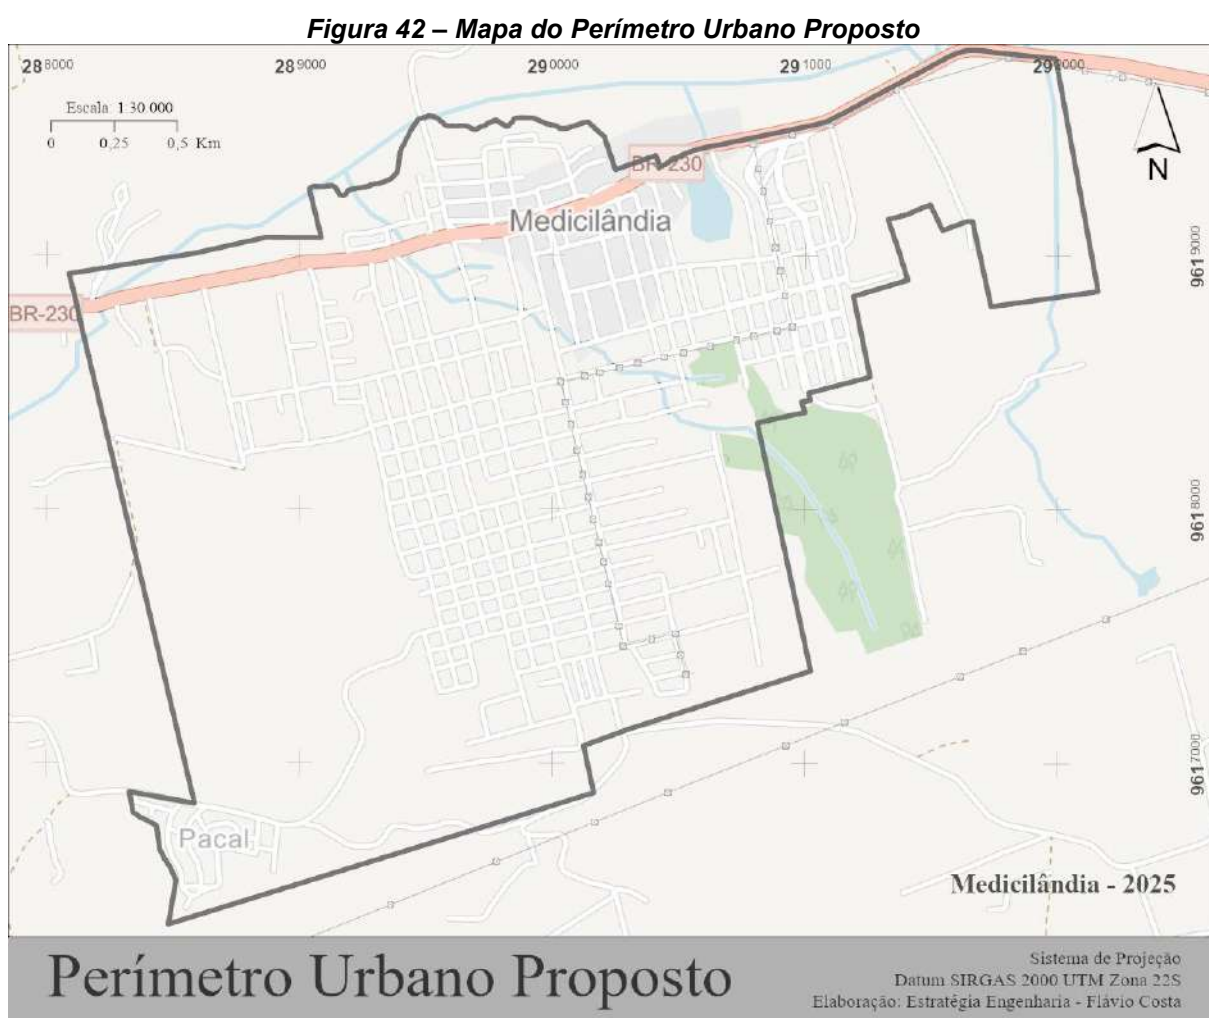 Figura 42 – Mapa do Perímetro Urbano Proposto
288000 289000 290000 291000 292000
Escala 1:30.000
0 0,25 0,5 Km
N
BR-230
Medicilândia
9619000
BR-230
9618000
9617000
Pacal
Medicilândia - 2025
Perímetro Urbano Proposto
Sistema de Projeção
Datum SIRGAS 2000 UTM Zona 22S
Elaboração: Estratégia Engenharia - Flávio Costa